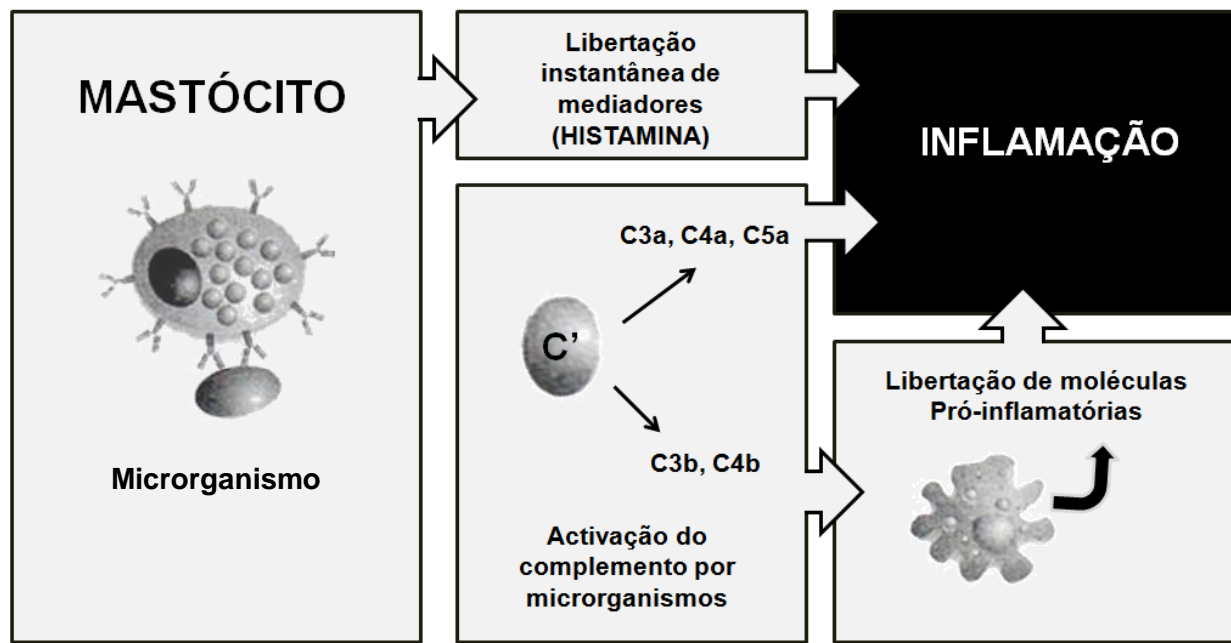 MASTÓCITO
Microrganismo
Libertação
instantânea de
mediadores
(HISTAMINA)
C3a, C4a, C5a
C’
C3b, C4b
Activação do
complemento por
microrganismos
INFLAMAÇÃO
Libertação de moléculas
Pró-inflamatórias